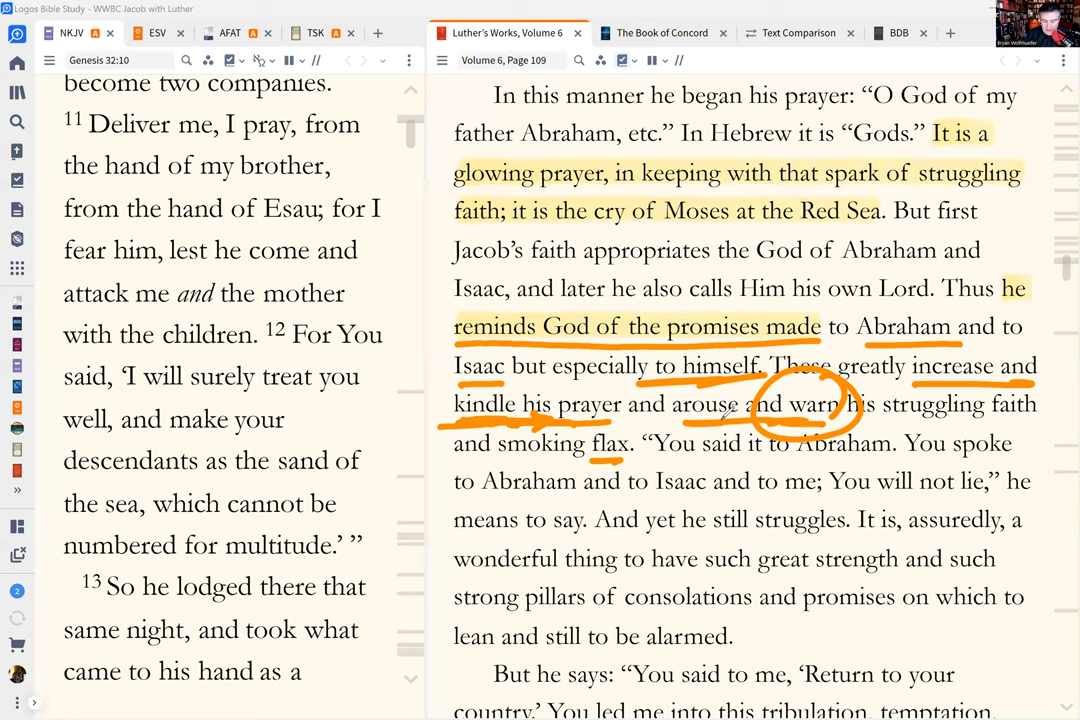 Logos Bible Study - WWBC Jacob with Luther
NKJV A
ESV
AFAT A
TSK A
Luther's Works, Volume 6
The Book of Concord
Text Comparison
BDB
Bryan Wolfmueller
Genesis 32:10
Volume 6, Page 109
become two companies.
11 Deliver me, I pray, from
the hand of my brother,
from the hand of Esau; for I
fear him, lest he come and
attack me and the mother
with the children. 12 For You
said, ‘I will surely treat you
well, and make your
descendants as the sand of
the sea, which cannot be
numbered for multitude.’ ”
13 So he lodged there that
same night, and took what
came to his hand as a
In this manner he began his prayer: “O God of my
father Abraham, etc.” In Hebrew it is “Gods.” It is a
glowing prayer, in keeping with that spark of struggling
faith; it is the cry of Moses at the Red Sea. But first
Jacob’s faith appropriates the God of Abraham and
Isaac, and later he also calls Him his own Lord. Thus he
reminds God of the promises made to Abraham and to
Isaac but especially to himself. These greatly increase and
kindle his prayer and arouse and warn his struggling faith
and smoking flax. “You said it to Abraham. You spoke
to Abraham and to Isaac and to me; You will not lie,” he
means to say. And yet he still struggles. It is, assuredly, a
wonderful thing to have such great strength and such
strong pillars of consolations and promises on which to
lean and still to be alarmed.
But he says: “You said to me, ‘Return to your
country.’ You led me into this tribulation, temptation,
2